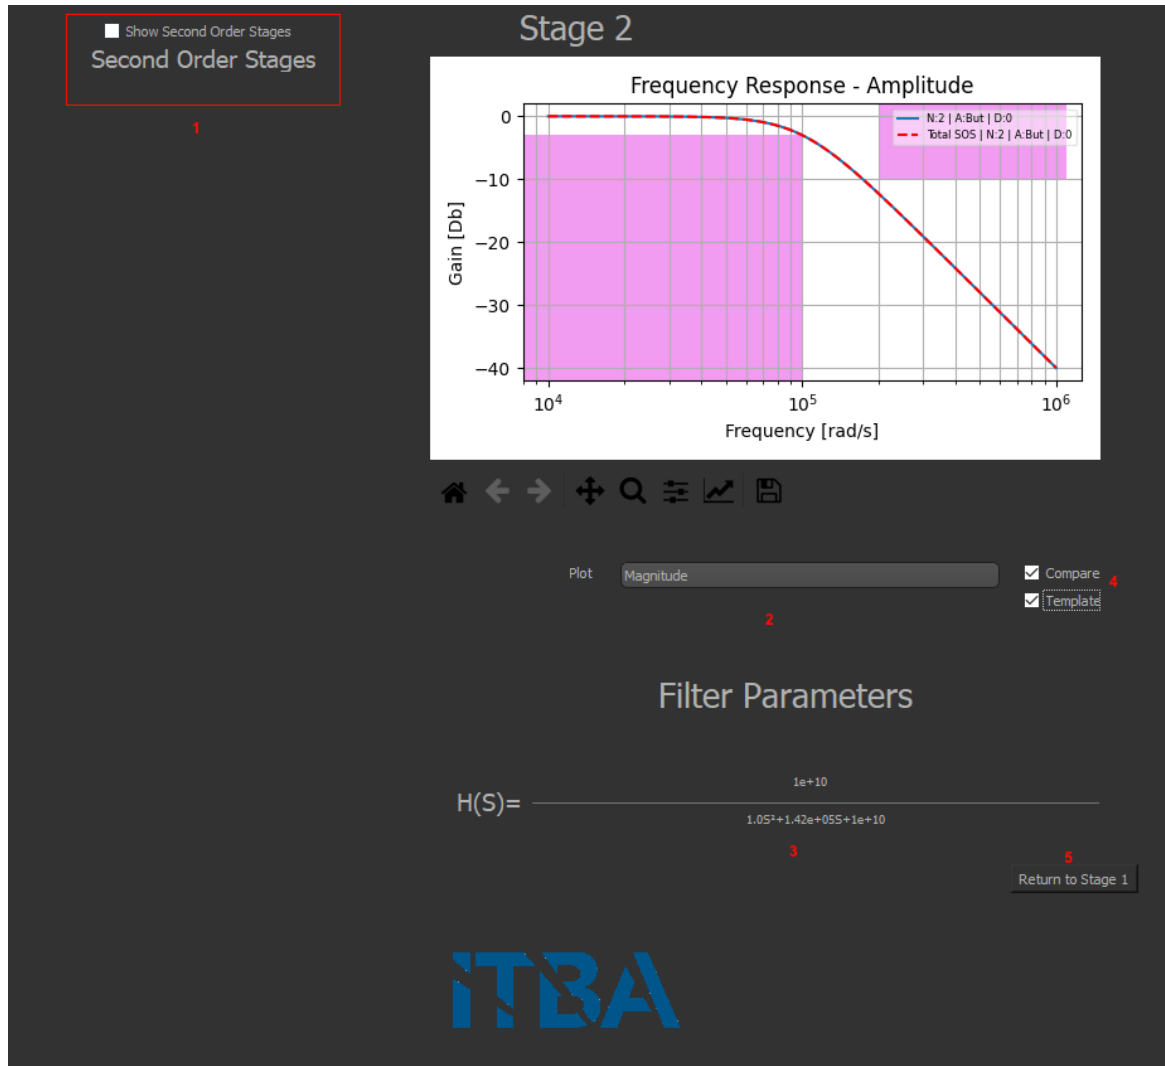 Show Second Order Stages
Second Order Stages
1
Stage 2
Frequency Response - Amplitude
N:2 | A:But | D:0
Total SOS | N:2 | A:But | D:0
0
−10
−20
−30
−40
Gain [Db]
10⁴
10⁵
10⁶
Frequency [rad/s]
Plot
Magnitude
Compare
4
Template
2
Filter Parameters
1e+10
H(S)=
1.0S²+1.42e+05S+1e+10
3
5
Return to Stage 1
iTBA